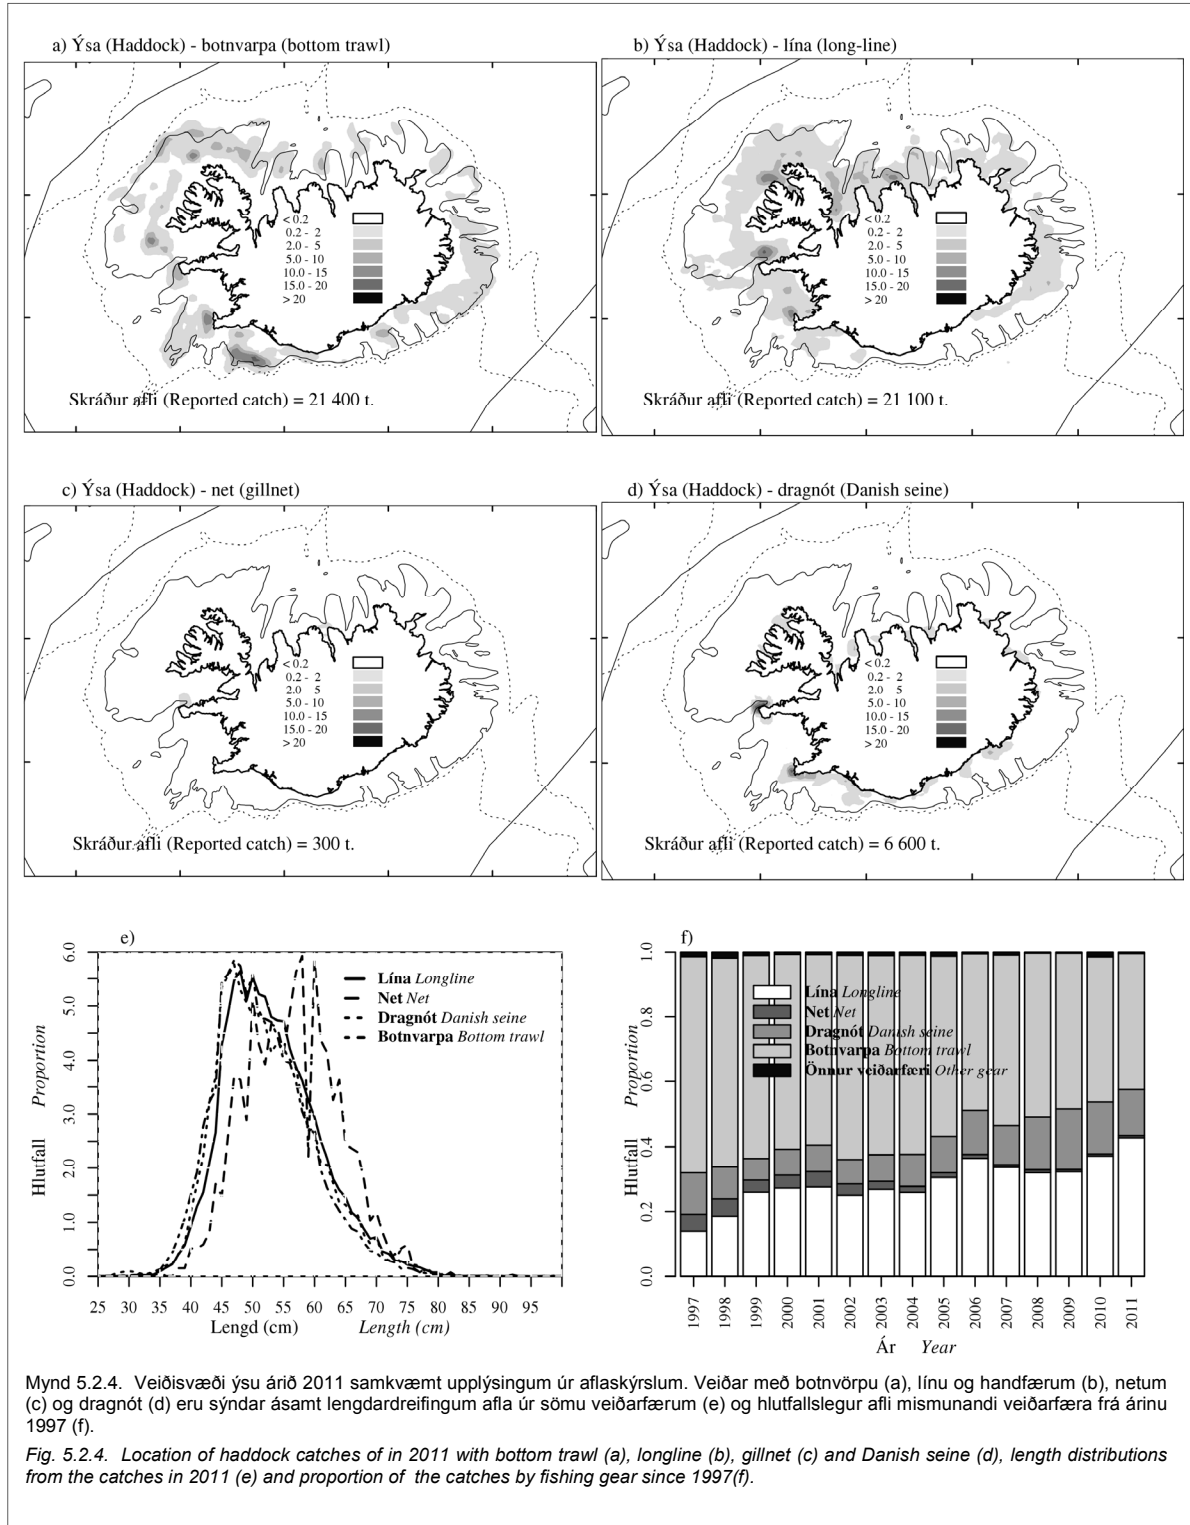 a) Ýsa (Haddock) - botnvarpa (bottom trawl)
< 0.2
0.2 - 2
2.0 - 5
5.0 - 10
10.0 - 15
15.0 - 20
> 20
Skráður afli (Reported catch) = 21 400 t.
b) Ýsa (Haddock) - lína (long-line)
< 0.2
0.2 - 2
2.0 - 5
5.0 - 10
10.0 - 15
15.0 - 20
> 20
Skráður afli (Reported catch) = 21 100 t.
c) Ýsa (Haddock) - net (gillnet)
< 0.2
0.2 - 2
2.0 5
5.0 - 10
10.0 - 15
15.0 - 20
> 20
Skráður afli (Reported catch) = 300 t.
d) Ýsa (Haddock) - dragnót (Danish seine)
< 0.2
0.2 - 2
2.0 5
5.0 - 10
10.0 - 15
15.0 - 20
> 20
Skráður afli (Reported catch) = 6 600 t.
e)
Hlutfall Proportion
0.0 1.0 2.0 3.0 4.0 5.0 6.0
Lína Longline
Net Net
Dragnót Danish seine
Botnvarpa Bottom trawl
25 30 35 40 45 50 55 60 65 70 75 80 85 90 95
Lengd (cm) Length (cm)
f)
Hlutfall Proportion
0.0 0.2 0.4 0.6 0.8 1.0
Lína Longline
Net Net
Dragnót Danish seine
Botnvarpa Bottom trawl
Önnur veiðarfæri Other gear
1997 1998 1999 2000 2001 2002 2003 2004 2005 2006 2007 2008 2009 2010 2011
Ár Year
Mynd 5.2.4. Veiðisvæði ýsu árið 2011 samkvæmt upplýsingum úr aflaskýrslum. Veiðar með botnvörpu (a), línu og handfærum (b), netum
(c) og dragnót (d) eru sýndar ásamt lengdardreifingum afla úr sömu veiðarfærum (e) og hlutfallslegur afli mismunandi veiðarfæra frá árinu
1997 (f).
Fig. 5.2.4. Location of haddock catches of in 2011 with bottom trawl (a), longline (b), gillnet (c) and Danish seine (d), length distributions
from the catches in 2011 (e) and proportion of the catches by fishing gear since 1997(f).